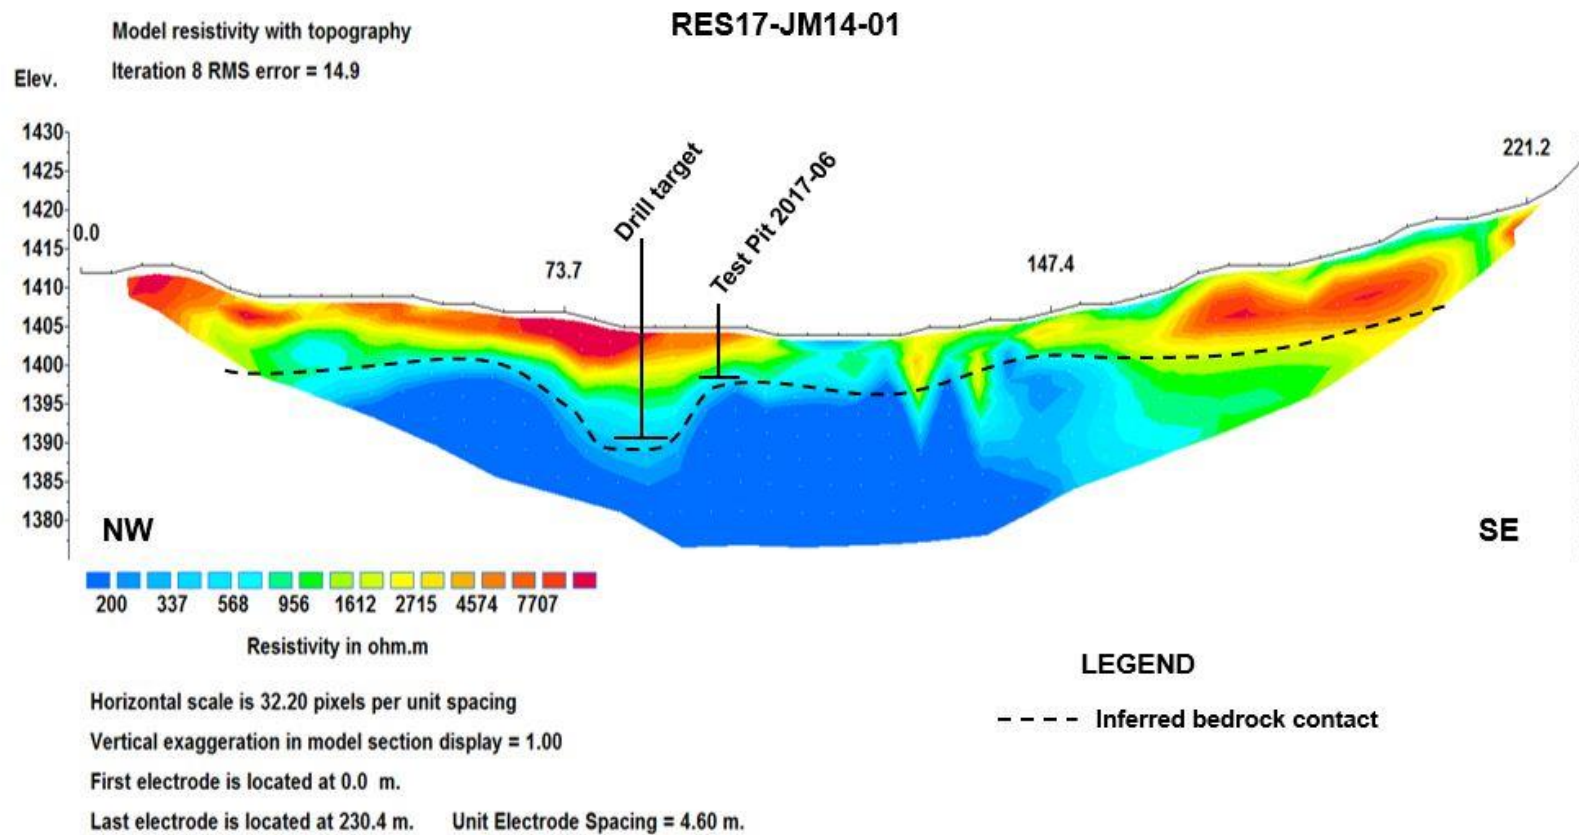 RES17-JM14-01
Model resistivity with topography
Iteration 8 RMS error = 14.9
Elev.
1430
1425
1420
1415
1410
1405
1400
1395
1390
1385
1380
0.0
73.7
147.4
221.2
Drill target
Test Pit 2017-06
NW
SE
200 337 568 956 1612 2715 4574 7707
Resistivity in ohm.m
Horizontal scale is 32.20 pixels per unit spacing
Vertical exaggeration in model section display = 1.00
First electrode is located at 0.0 m.
Last electrode is located at 230.4 m. Unit Electrode Spacing = 4.60 m.
LEGEND
Inferred bedrock contact